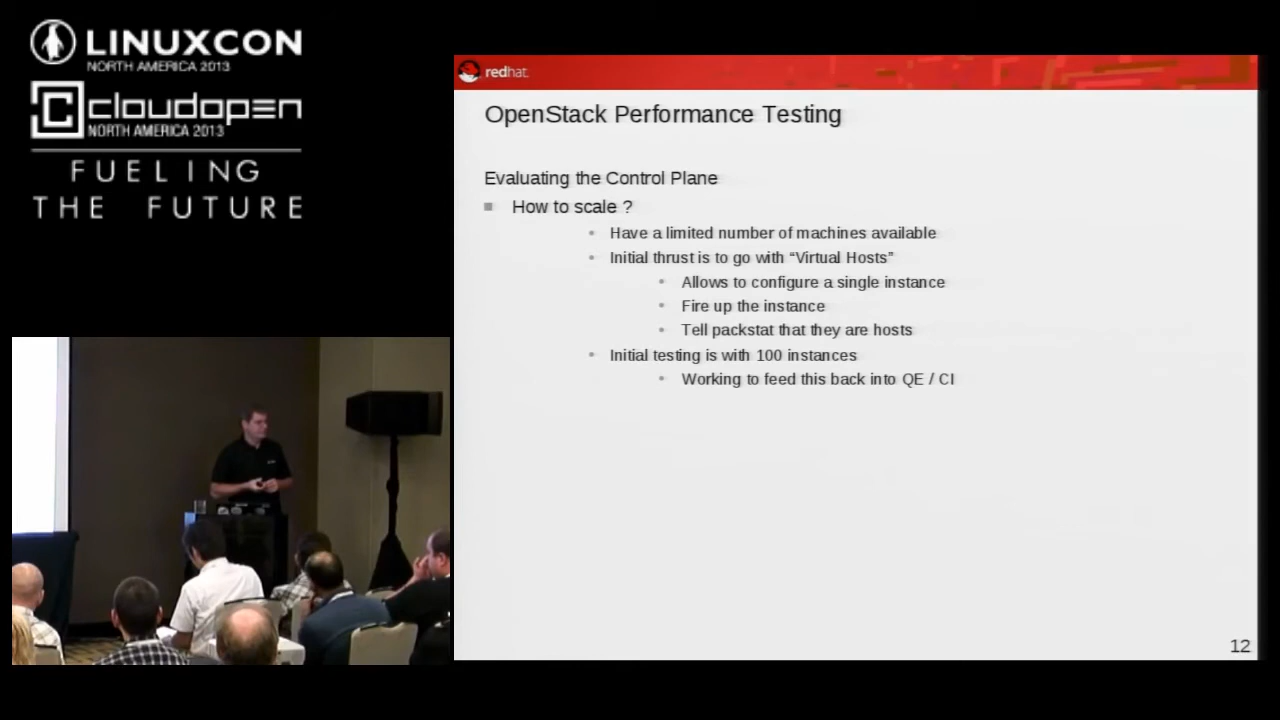 LINUXCON
NORTH AMERICA 2013
cloudopen
NORTH AMERICA 2013
FUELING
THE FUTURE
redhat.
OpenStack Performance Testing
Evaluating the Control Plane
How to scale ?
Have a limited number of machines available
Initial thrust is to go with “Virtual Hosts”
Allows to configure a single instance
Fire up the instance
Tell packstat that they are hosts
Initial testing is with 100 instances
Working to feed this back into QE / CI
12